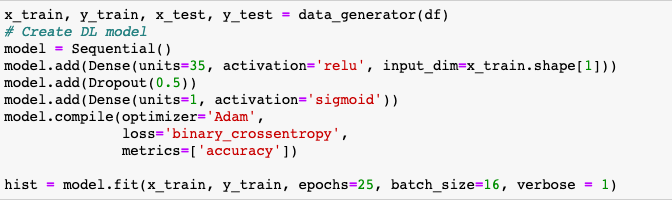 x_train, y_train, x_test, y_test = data_generator(df)
# Create DL model
model = Sequential()
model.add(Dense(units=35, activation='relu', input_dim=x_train.shape[1]))
model.add(Dropout(0.5))
model.add(Dense(units=1, activation='sigmoid'))
model.compile(optimizer='Adam',
              loss='binary_crossentropy',
              metrics=['accuracy'])

hist = model.fit(x_train, y_train, epochs=25, batch_size=16, verbose = 1)